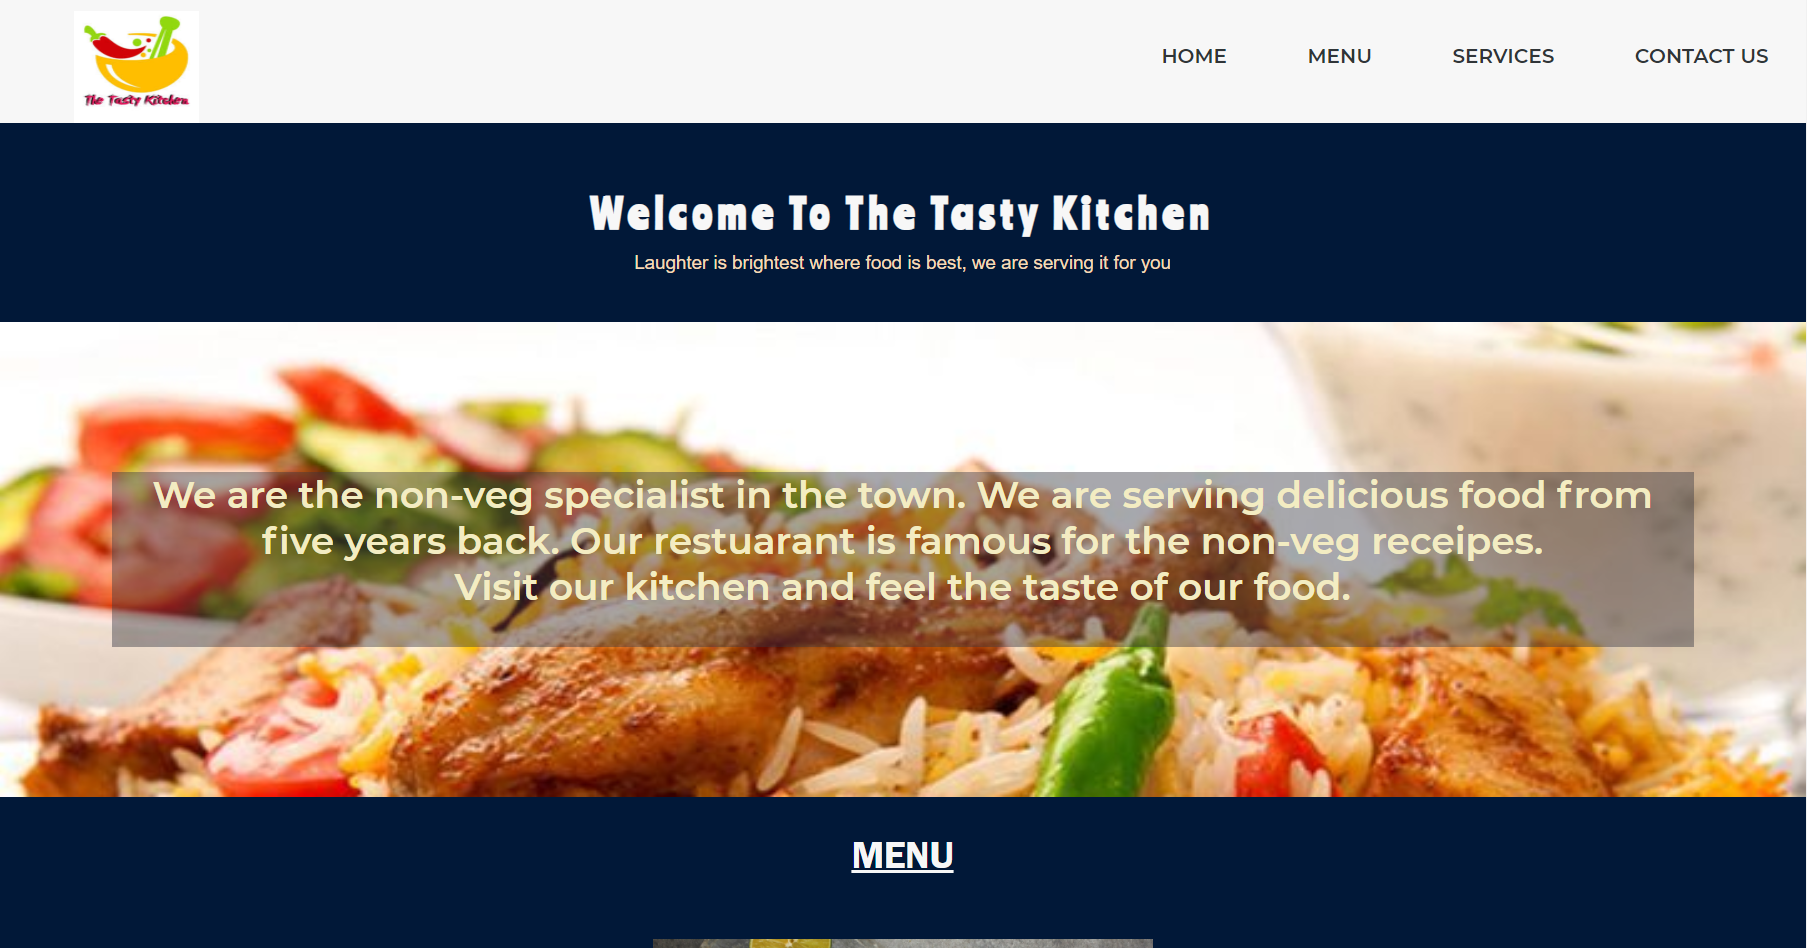 The Tasty Kitchen
HOME
MENU
SERVICES
CONTACT US
Welcome To The Tasty Kitchen
Laughter is brightest where food is best, we are serving it for you
We are the non-veg specialist in the town. We are serving delicious food from
five years back. Our restuarant is famous for the non-veg receipes.
Visit our kitchen and feel the taste of our food.
MENU